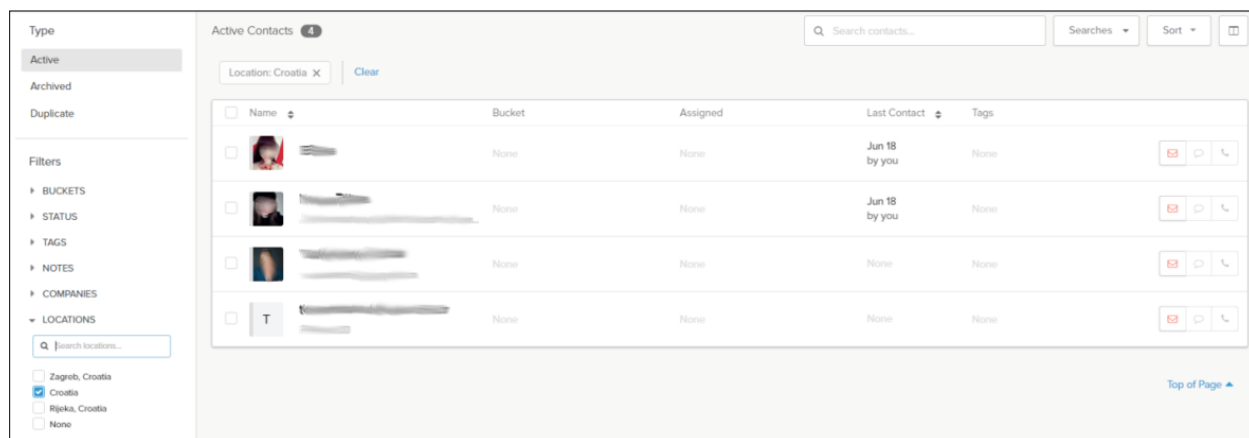 Type
Active
Archived
Duplicate
Filters
BUCKETS
STATUS
TAGS
NOTES
COMPANIES
LOCATIONS
Search locations...
Zagreb, Croatia
Croatia
Rijeka, Croatia
None
Active Contacts 4
Search contacts...
Searches
Sort
Location: Croatia X
Clear
Name Bucket Assigned Last Contact Tags
None None Jun 18 by you None
None None Jun 18 by you None
None None None None
T None None None None
Top of Page